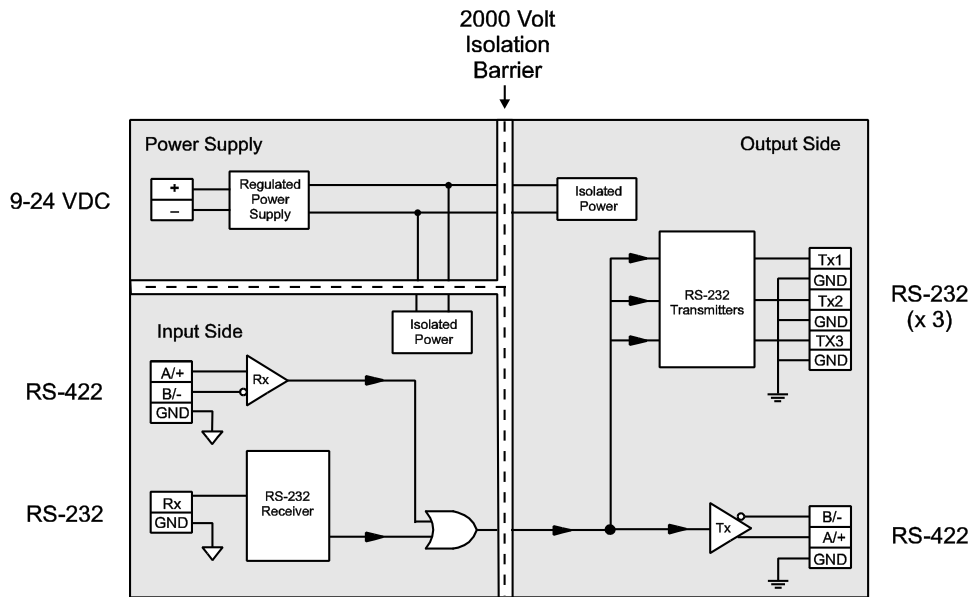 2000 Volt
Isolation
Barrier
Power Supply
Output Side
9-24 VDC
+
–
Regulated
Power
Supply
Isolated
Power
Tx1
GND
Tx2
GND
TX3
GND
RS-232
Transmitters
RS-232
(x 3)
Input Side
Isolated
Power
RS-422
A/+
B/-
GND
Rx
RS-232
Rx
GND
RS-232
Receiver
Tx
B/-
A/+
GND
RS-422